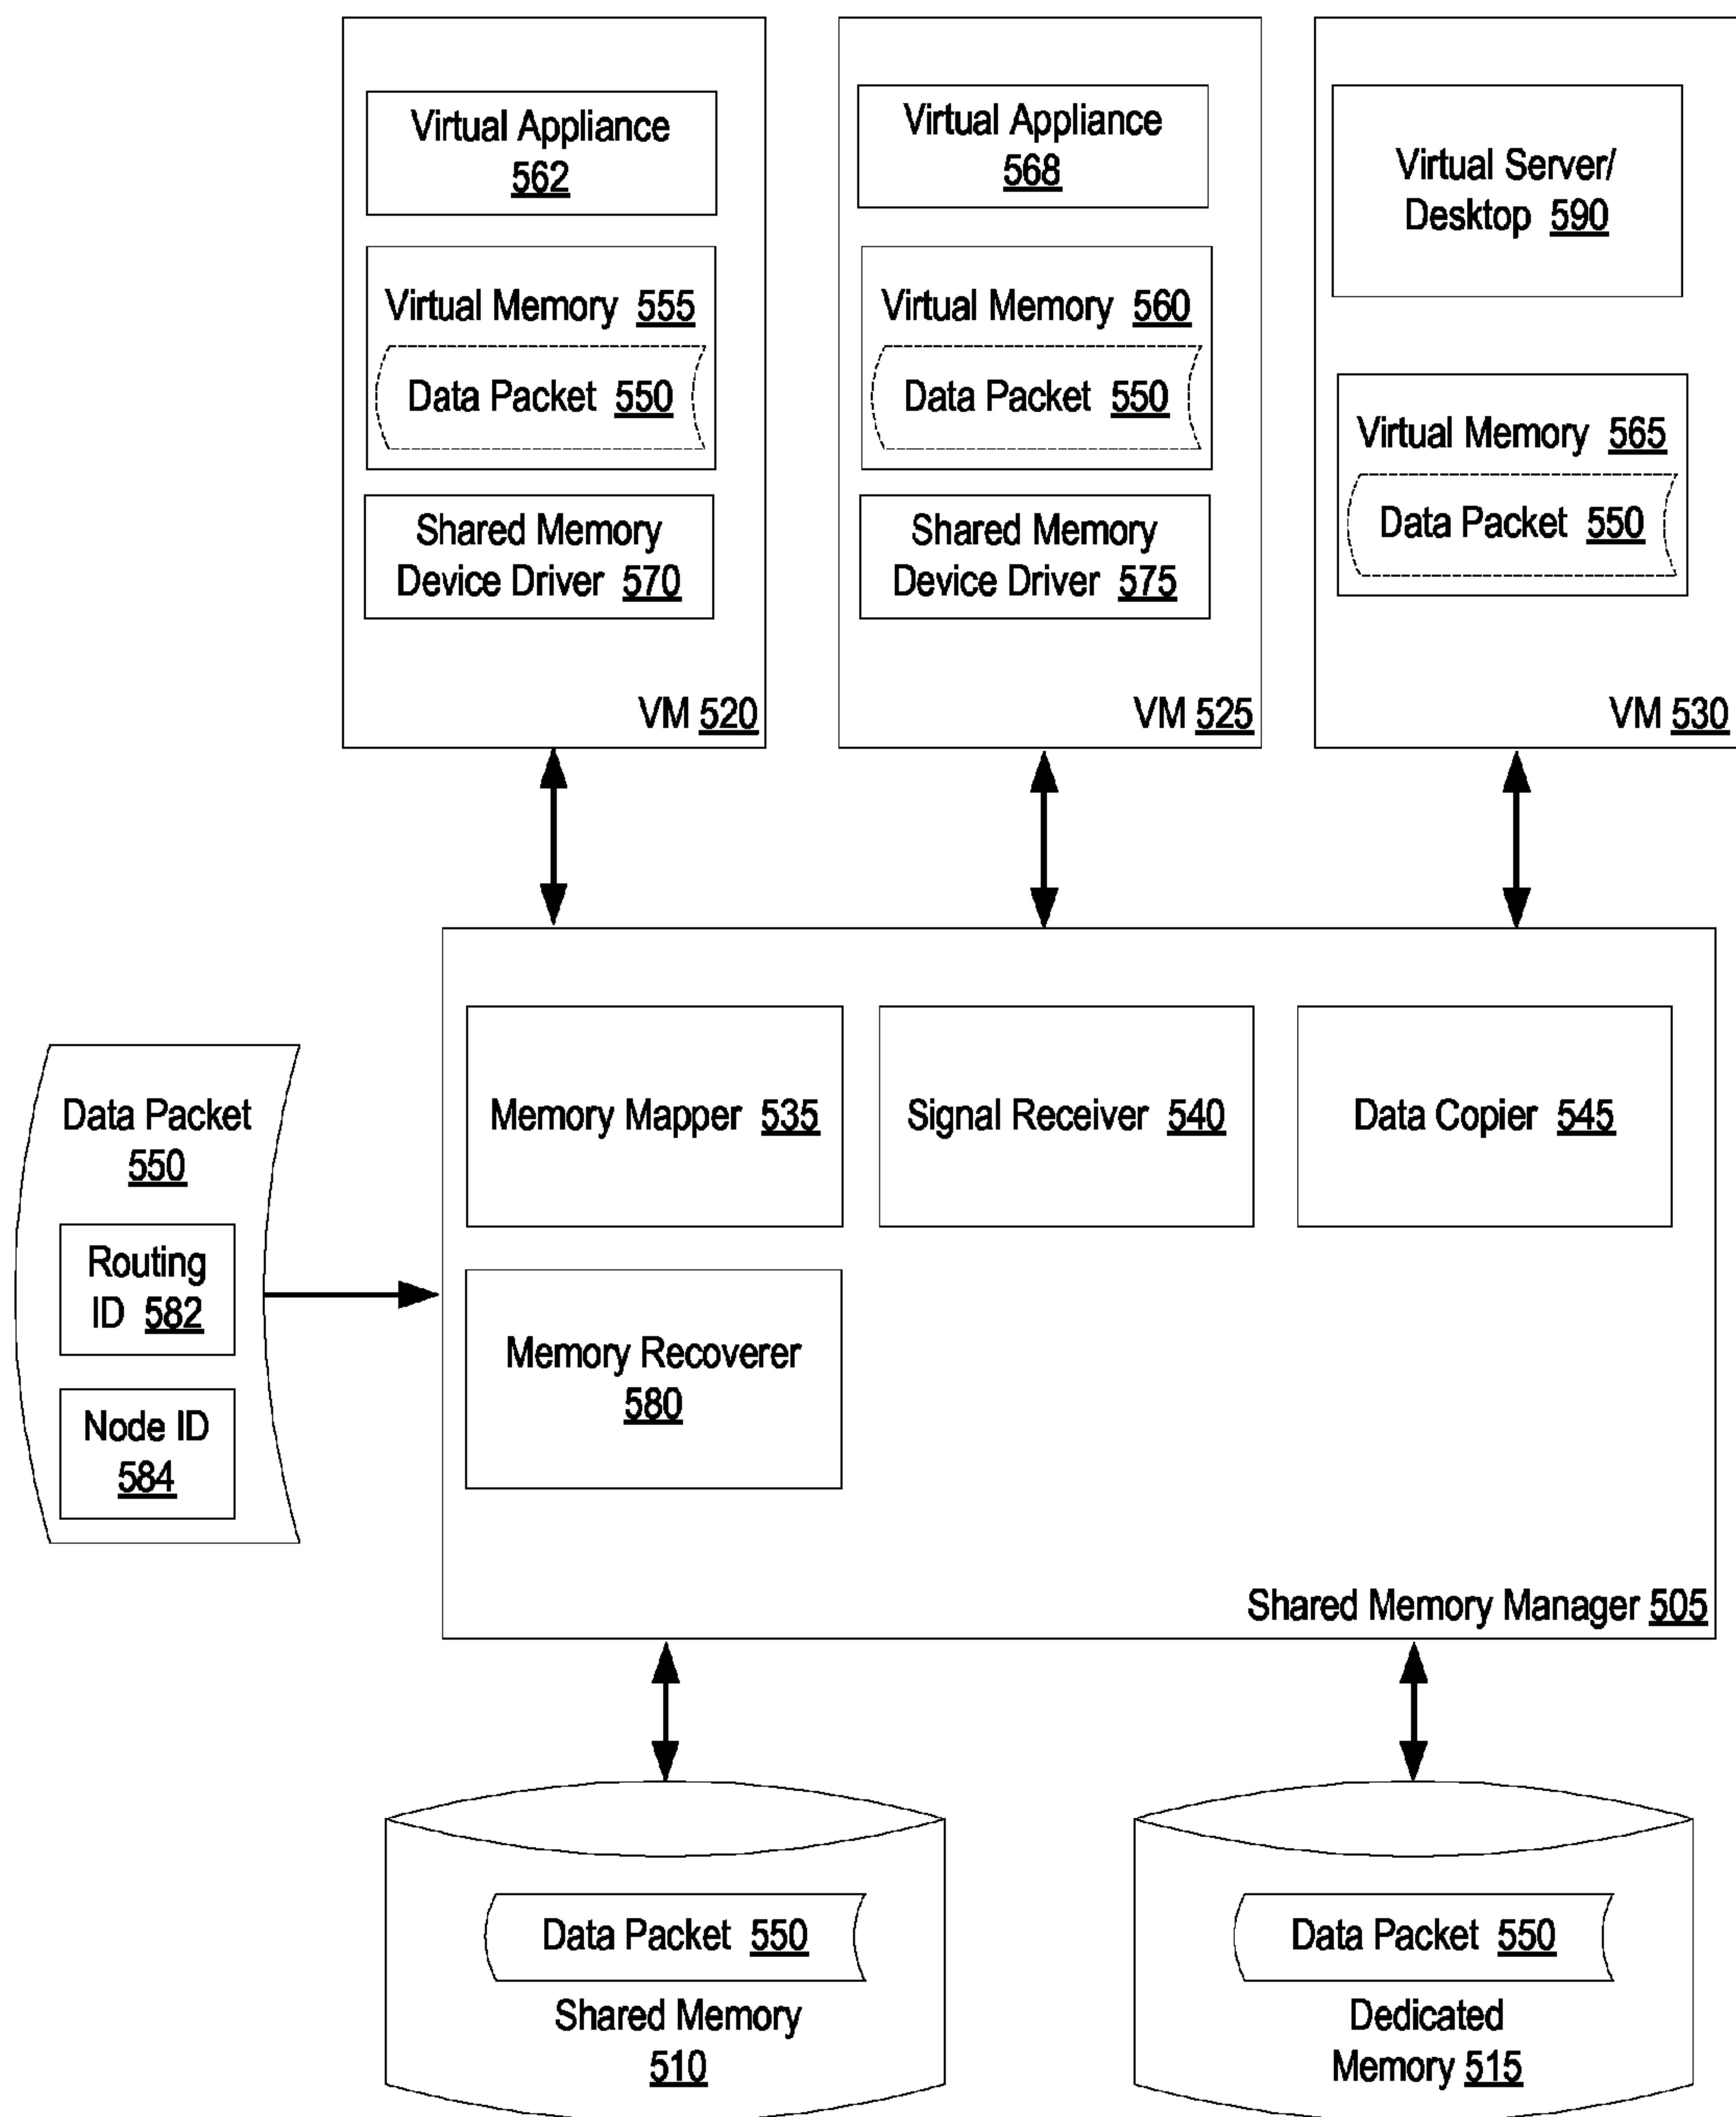 Virtual Appliance
562
Virtual Memory 555
Data Packet 550
Shared Memory
Device Driver 570
VM 520
Virtual Appliance
568
Virtual Memory 560
Data Packet 550
Shared Memory
Device Driver 575
VM 525
Virtual Server/
Desktop 590
Virtual Memory 565
Data Packet 550
VM 530
Data Packet
550
Routing
ID 582
Node ID
584
Memory Mapper 535
Signal Receiver 540
Data Copier 545
Memory Recoverer
580
Shared Memory Manager 505
Data Packet 550
Shared Memory
510
Data Packet 550
Dedicated
Memory 515